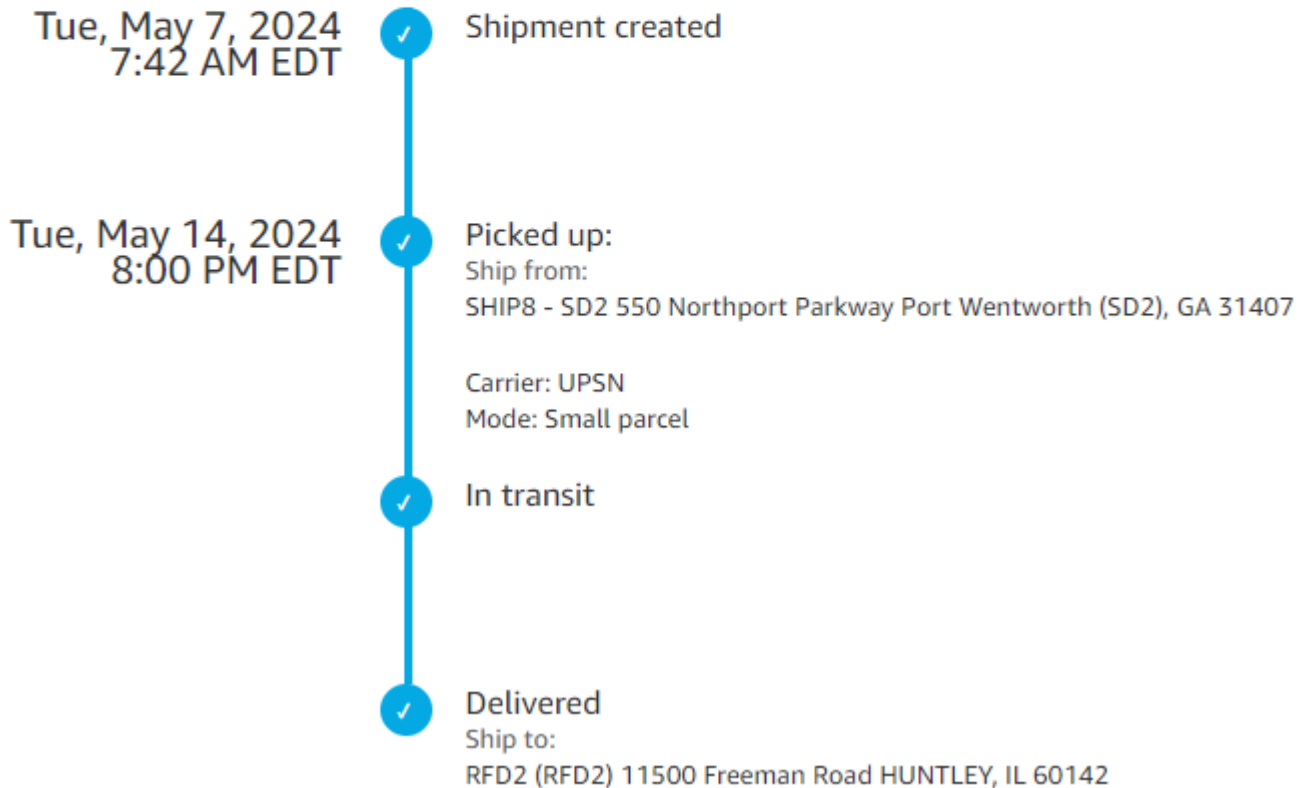 Tue, May 7, 2024
7:42 AM EDT
Shipment created
Tue, May 14, 2024
8:00 PM EDT
Picked up:
Ship from:
SHIP8 - SD2 550 Northport Parkway Port Wentworth (SD2), GA 31407
Carrier: UPSN
Mode: Small parcel
In transit
Delivered
Ship to:
RFD2 (RFD2) 11500 Freeman Road HUNTLEY, IL 60142